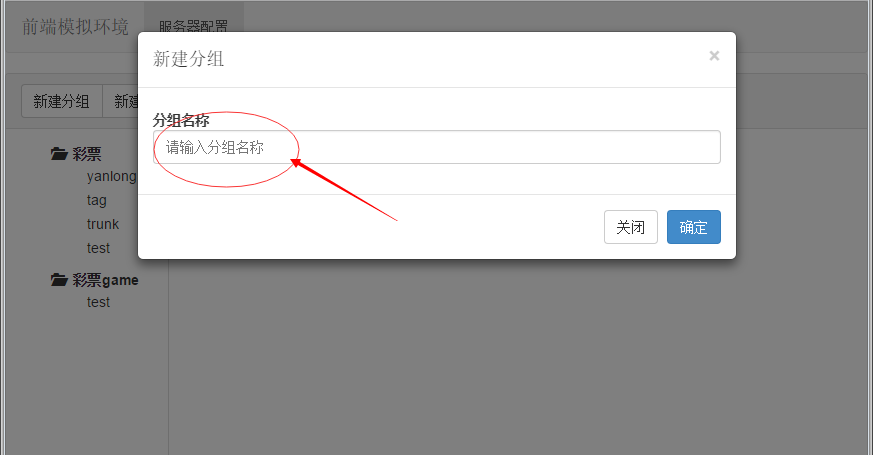 前端模拟环境 服务器配置
新建分组 ×
新建分组 新建
分组名称
请输入分组名称
彩票
yanlong
tag
trunk
test
关闭 确定
彩票game
test